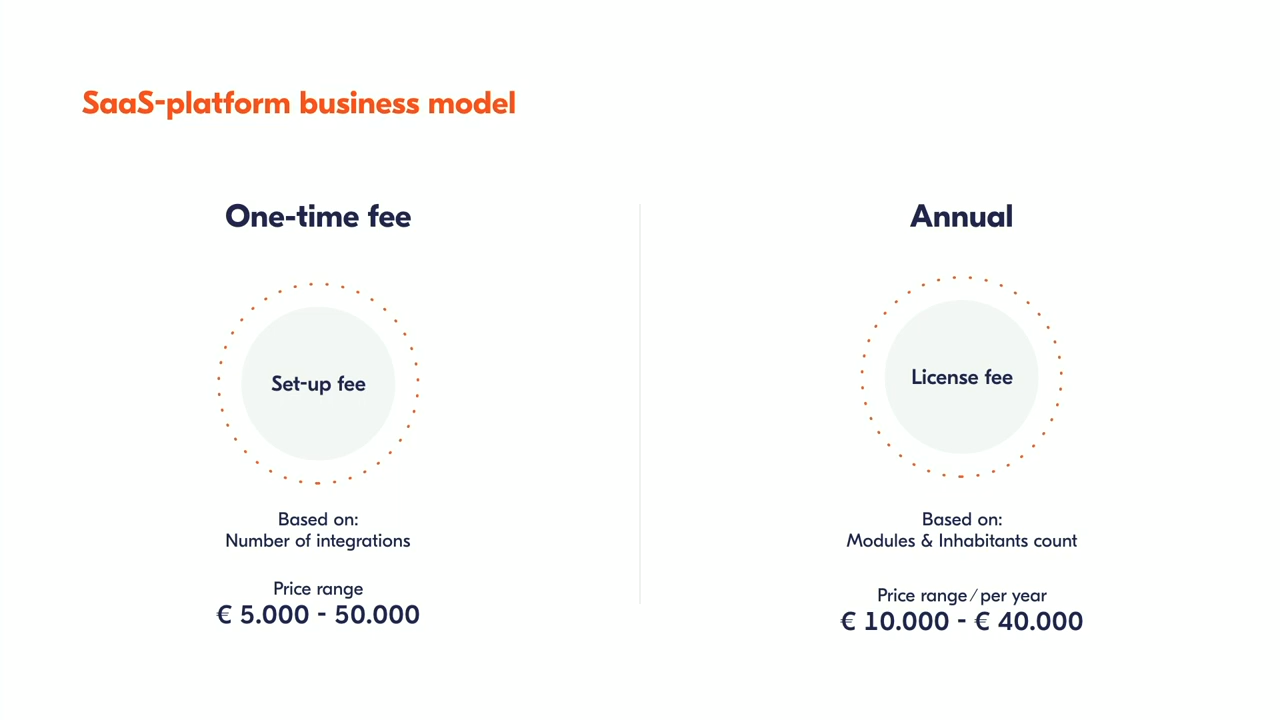 SaaS-platform business model
One-time fee
Set-up fee
Based on:
Number of integrations
Price range
€ 5.000 - 50.000
Annual
License fee
Based on:
Modules & Inhabitants count
Price range/per year
€ 10.000 - € 40.000